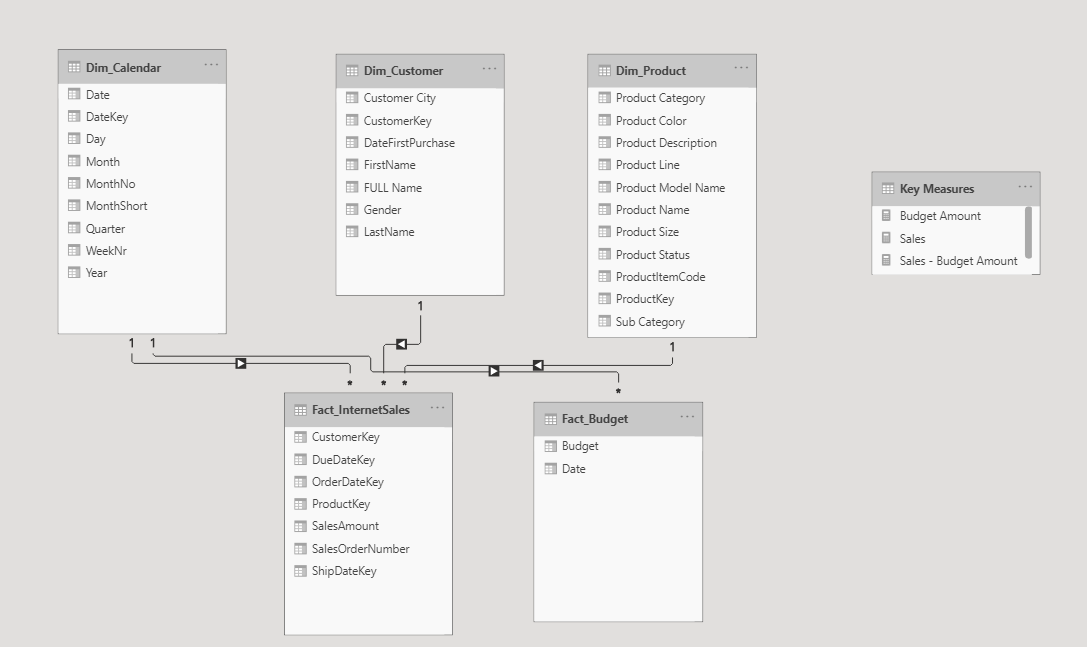 Dim_Calendar
Date
DateKey
Day
Month
MonthNo
MonthShort
Quarter
WeekNr
Year
Dim_Customer
Customer City
CustomerKey
DateFirstPurchase
FirstName
FULL Name
Gender
LastName
Dim_Product
Product Category
Product Color
Product Description
Product Line
Product Model Name
Product Name
Product Size
Product Status
ProductItemCode
ProductKey
Sub Category
Key Measures
Budget Amount
Sales
Sales - Budget Amount
1 1
1
1
* * *
*
Fact_InternetSales
CustomerKey
DueDateKey
OrderDateKey
ProductKey
SalesAmount
SalesOrderNumber
ShipDateKey
Fact_Budget
Budget
Date